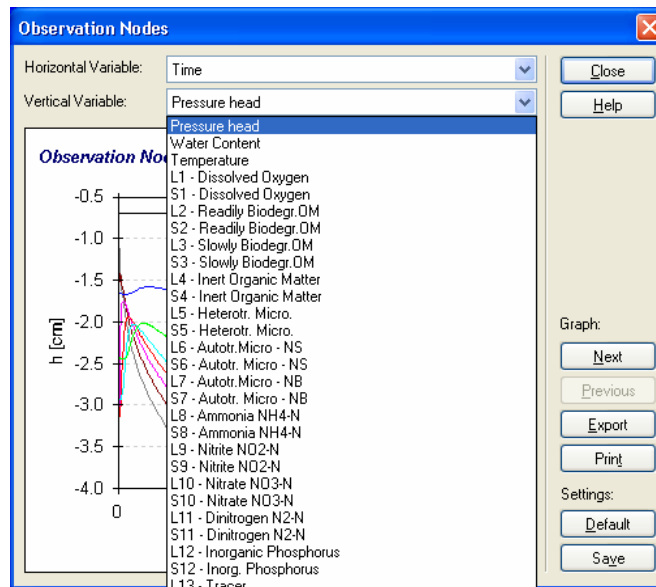 Observation Nodes
Horizontal Variable: Time
Close
Vertical Variable: Pressure head
Help
Pressure head
Water Content
Observation No
Temperature
L1 - Dissolved Oxygen
S1 - Dissolved Oxygen
L2 - Readily Biodegr.OM
S2 - Readily Biodegr.OM
L3 - Slowly Biodegr.OM
S3 - Slowly Biodegr.OM
L4 - Inert Organic Matter
S4 - Inert Organic Matter
L5 - Heterotr. Micro.
S5 - Heterotr. Micro.
L6 - Autotr.Micro - NS
S6 - Autotr. Micro - NS
L7 - Autotr. Micro - NB
S7 - Autotr. Micro - NB
L8 - Ammonia NH4-N
S8 - Ammonia NH4-N
L9 - Nitrite NO2-N
S9 - Nitrite NO2-N
L10 - Nitrate NO3-N
S10 - Nitrate NO3-N
L11 - Dinitrogen N2-N
S11 - Dinitrogen N2-N
L12 - Inorganic Phosphorus
S12 - Inorg. Phosphorus
L13 - Tracer
h [cm]
-0.5
-1.0
-1.5
-2.0
-2.5
-3.0
-3.5
-4.0
0
Graph:
Next
Previous
Export
Print
Settings:
Default
Save